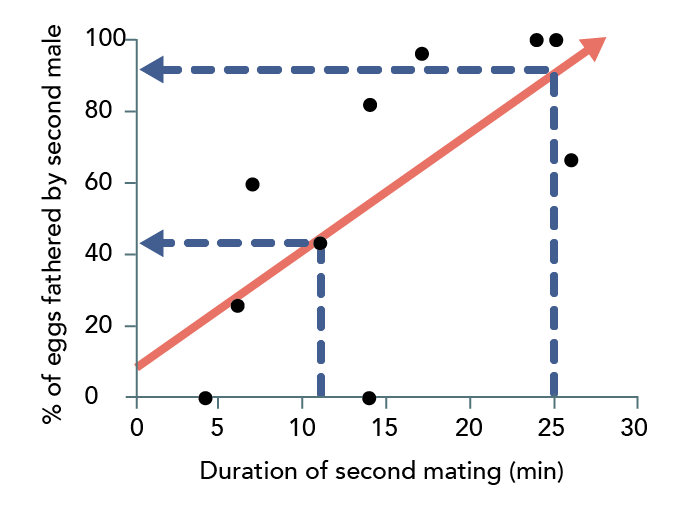 % of eggs fathered by second male
100
80
60
40
20
0
0 5 10 15 20 25 30
Duration of second mating (min)